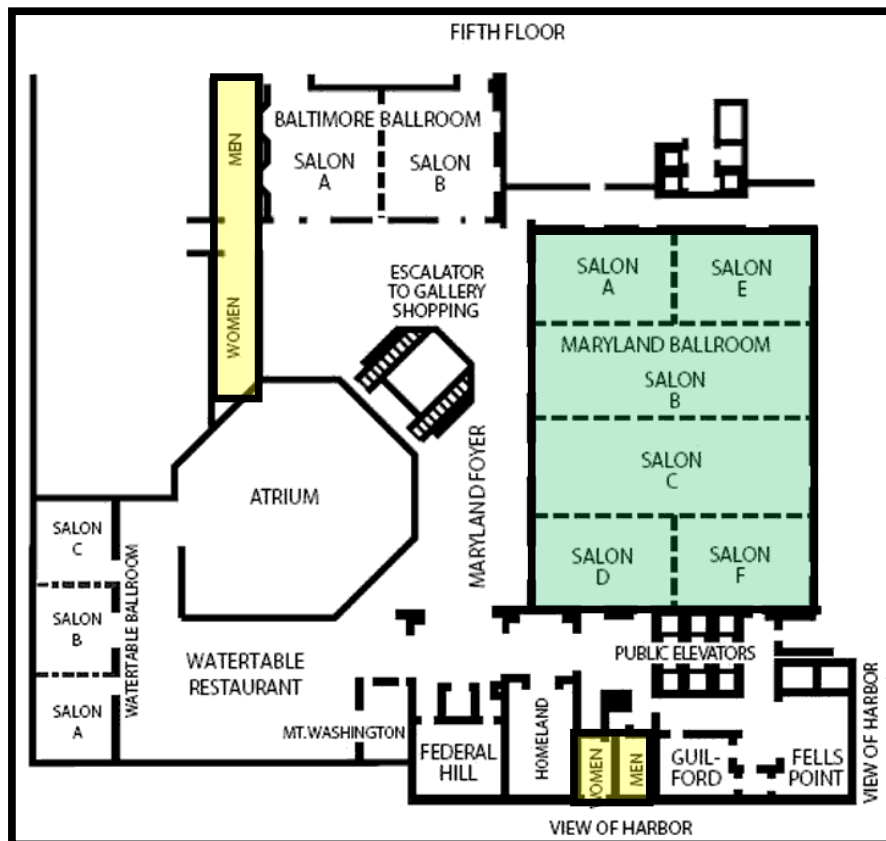 FIFTH FLOOR
MEN
WOMEN
BALTIMORE BALLROOM
SALON
A
SALON
B
ESCALATOR
TO GALLERY
SHOPPING
SALON
A
SALON
E
MARYLAND BALLROOM
SALON
B
SALON
C
SALON
D
SALON
F
MARYLAND FOYER
ATRIUM
SALON
C
SALON
B
SALON
A
WATERTABLE BALLROOM
WATERTABLE
RESTAURANT
MT. WASHINGTON
FEDERAL
HILL
HOMELAND
WOMEN
MEN
PUBLIC ELEVATORS
GUIL-
FORD
FELLS
POINT
VIEW OF HARBOR
VIEW OF HARBOR